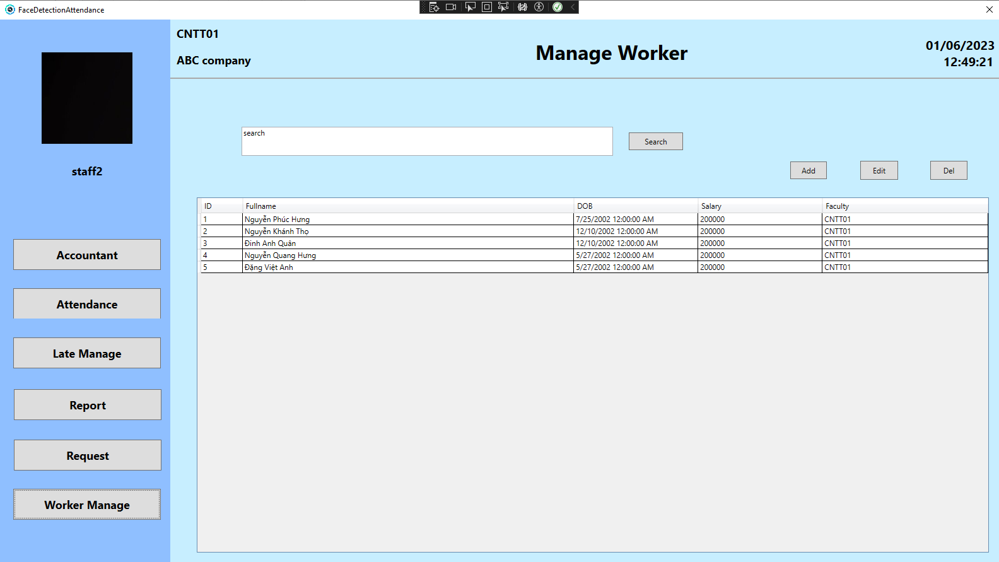 FaceDetectionAttendance
CNTT01
ABC company
Manage Worker
01/06/2023
12:49:21
staff2
Accountant
Attendance
Late Manage
Report
Request
Worker Manage
search
Search
Add
Edit
Del
ID Fullname DOB Salary Faculty
1 Nguyễn Phúc Hưng 7/25/2002 12:00:00 AM 200000 CNTT01
2 Nguyễn Khánh Thọ 12/10/2002 12:00:00 AM 200000 CNTT01
3 Đinh Anh Quân 12/10/2002 12:00:00 AM 200000 CNTT01
4 Nguyễn Quang Hưng 5/27/2002 12:00:00 AM 200000 CNTT01
5 Đặng Việt Anh 5/27/2002 12:00:00 AM 200000 CNTT01